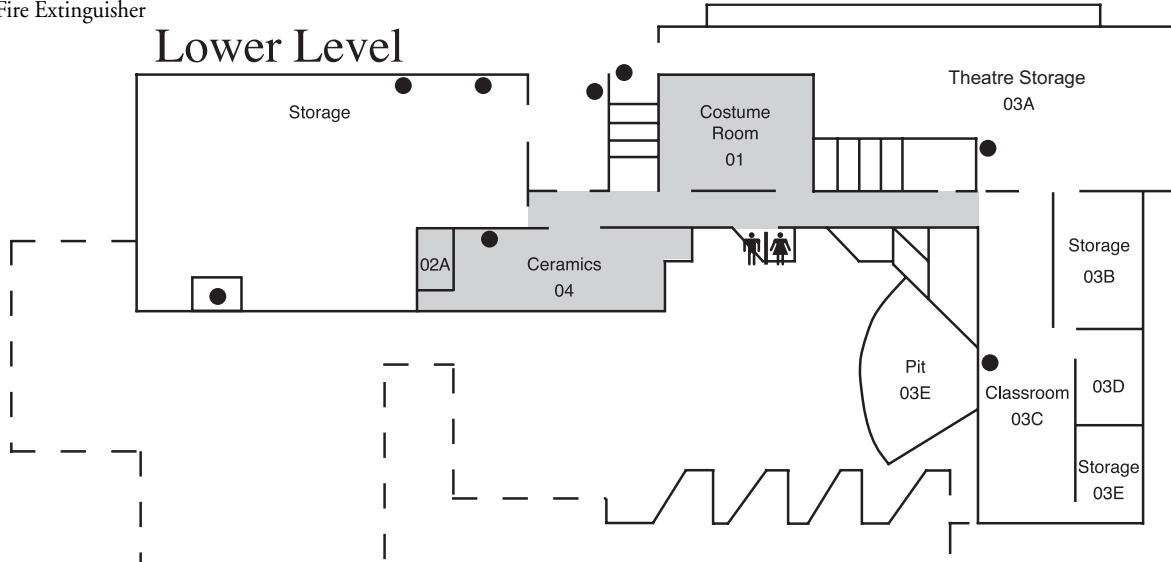 Fire Extinguisher
Lower Level
Storage
Theatre Storage
03A
Costume
Room
01
02A
Ceramics
04
Storage
03B
Pit
03E
Classroom
03C
03D
Storage
03E